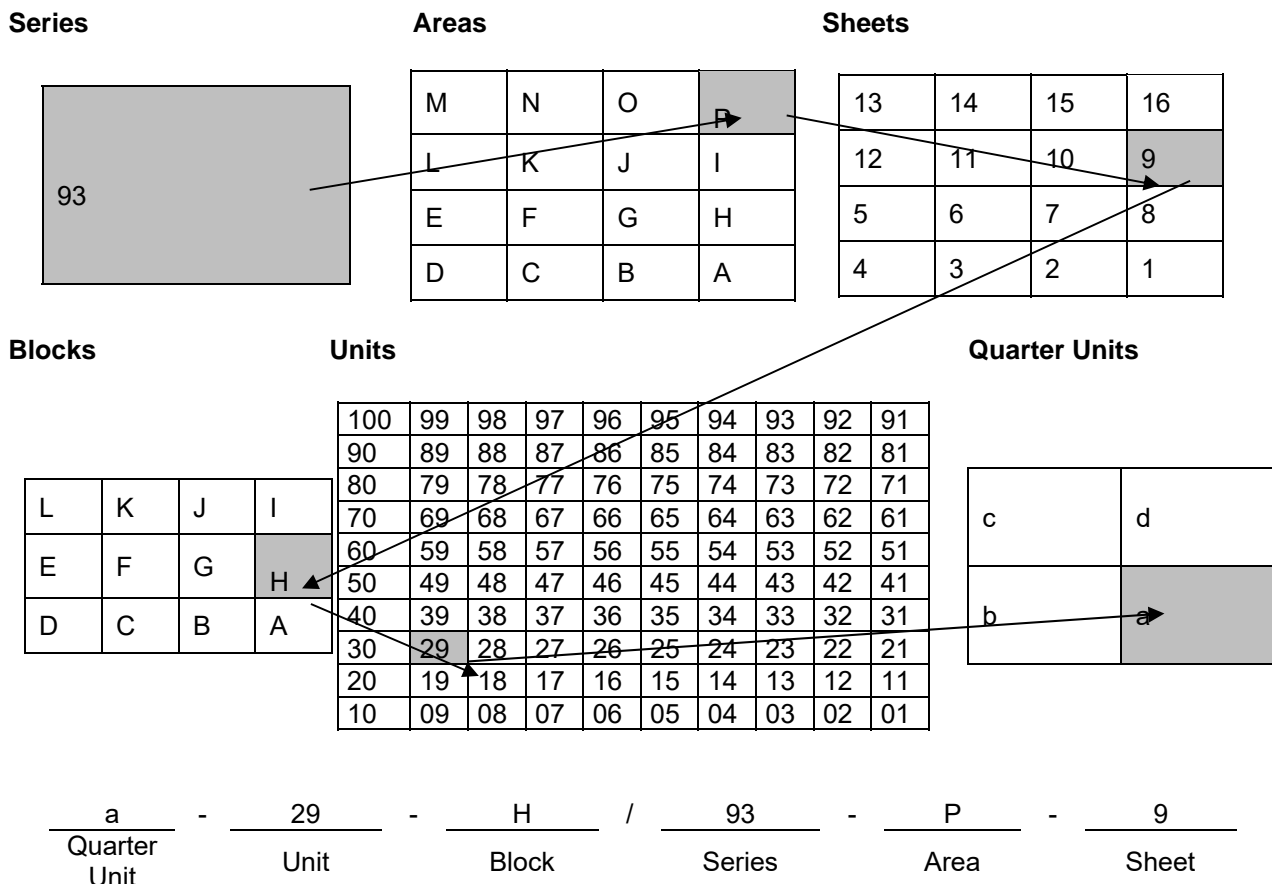 Series Areas Sheets
93
M N O P
L K J I
E F G H
D C B A
13 14 15 16
12 11 10 9
5 6 7 8
4 3 2 1
Blocks Units Quarter Units
L K J I
E F G H
D C B A
100 99 98 97 96 95 94 93 92 91
90 89 88 87 86 85 84 83 82 81
80 79 78 77 76 75 74 73 72 71
70 69 68 67 66 65 64 63 62 61
60 59 58 57 56 55 54 53 52 51
50 49 48 47 46 45 44 43 42 41
40 39 38 37 36 35 34 33 32 31
30 29 28 27 26 25 24 23 22 21
20 19 18 17 16 15 14 13 12 11
10 09 08 07 06 05 04 03 02 01
c d
b a
a - 29 - H / 93 - P - 9
Quarter Unit Unit Block Series Area Sheet